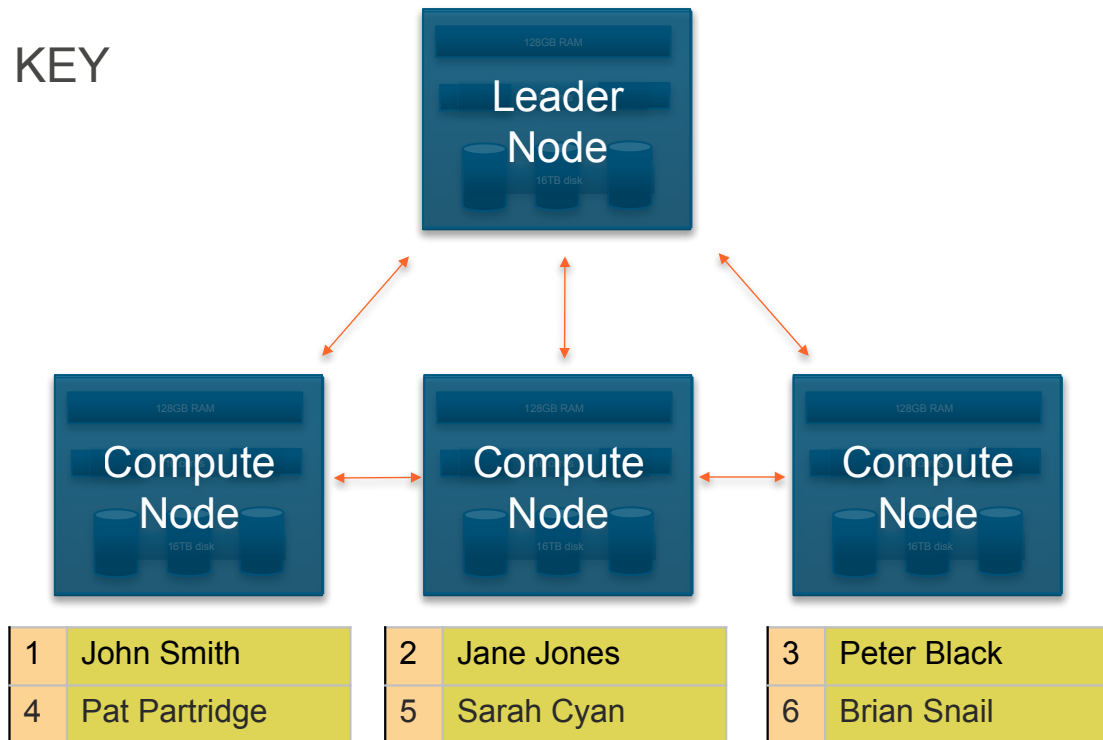 KEY
128GB RAM
Leader
Node
16TB disk
128GB RAM
Compute
Node
16TB disk
128GB RAM
Compute
Node
16TB disk
128GB RAM
Compute
Node
16TB disk
1 John Smith
4 Pat Partridge
2 Jane Jones
5 Sarah Cyan
3 Peter Black
6 Brian Snail